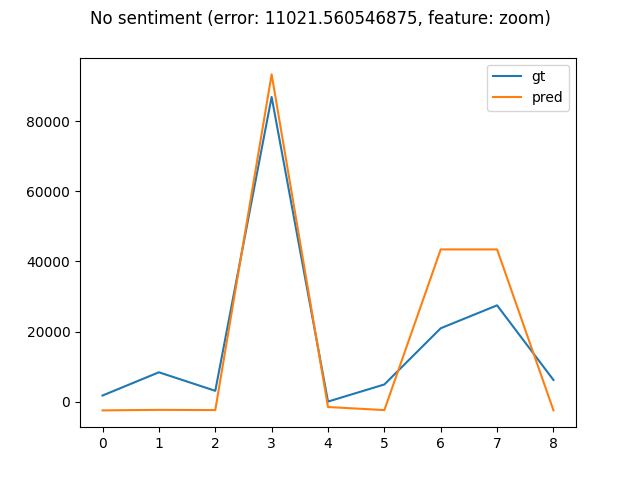 No sentiment (error: 11021.560546875, feature: zoom)
gt
pred
80000
60000
40000
20000
0
0 1 2 3 4 5 6 7 8